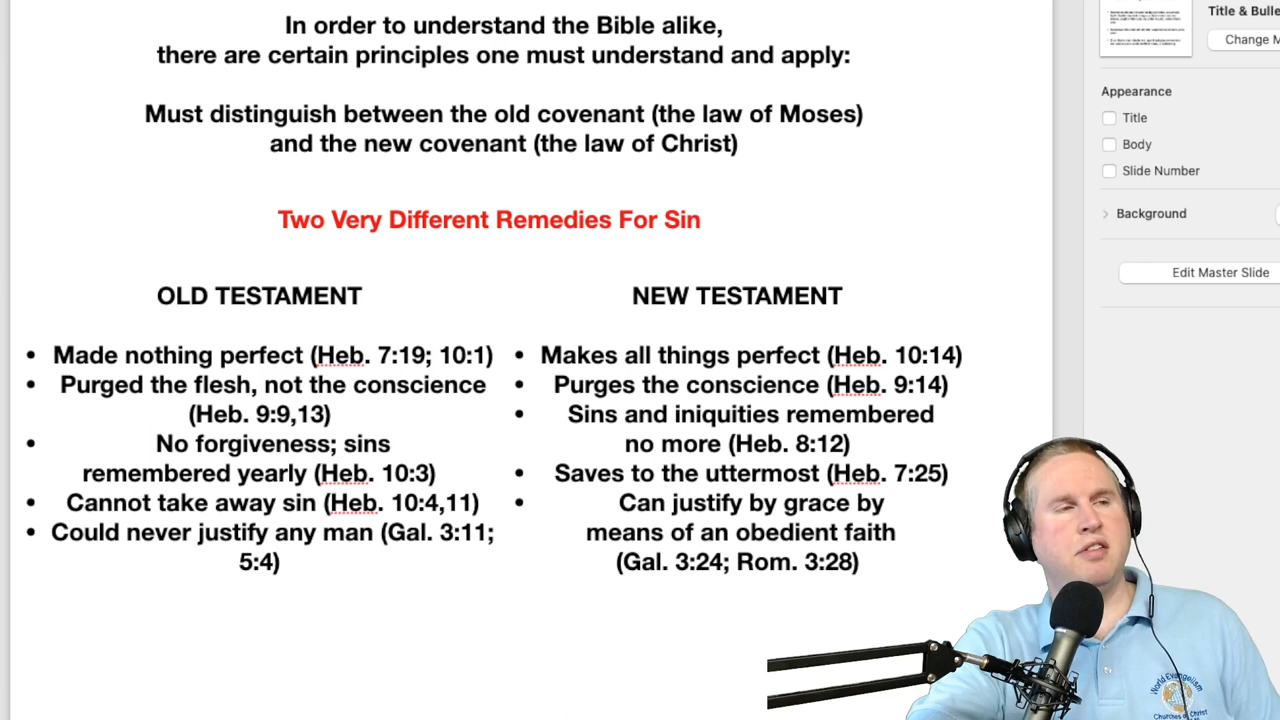 In order to understand the Bible alike,
there are certain principles one must understand and apply:
Must distinguish between the old covenant (the law of Moses)
and the new covenant (the law of Christ)
Two Very Different Remedies For Sin
OLD TESTAMENT
• Made nothing perfect (Heb. 7:19; 10:1)
• Purged the flesh, not the conscience
(Heb. 9:9,13)
• No forgiveness; sins
remembered yearly (Heb. 10:3)
• Cannot take away sin (Heb. 10:4,11)
• Could never justify any man (Gal. 3:11;
5:4)
NEW TESTAMENT
• Makes all things perfect (Heb. 10:14)
• Purges the conscience (Heb. 9:14)
• Sins and iniquities remembered
no more (Heb. 8:12)
• Saves to the uttermost (Heb. 7:25)
• Can justify by grace by
means of an obedient faith
(Gal. 3:24; Rom. 3:28)
Title & Bulle
Change M
Appearance
Title
Body
Slide Number
Background
Edit Master Slide
World Evangelism
Churches of Christ